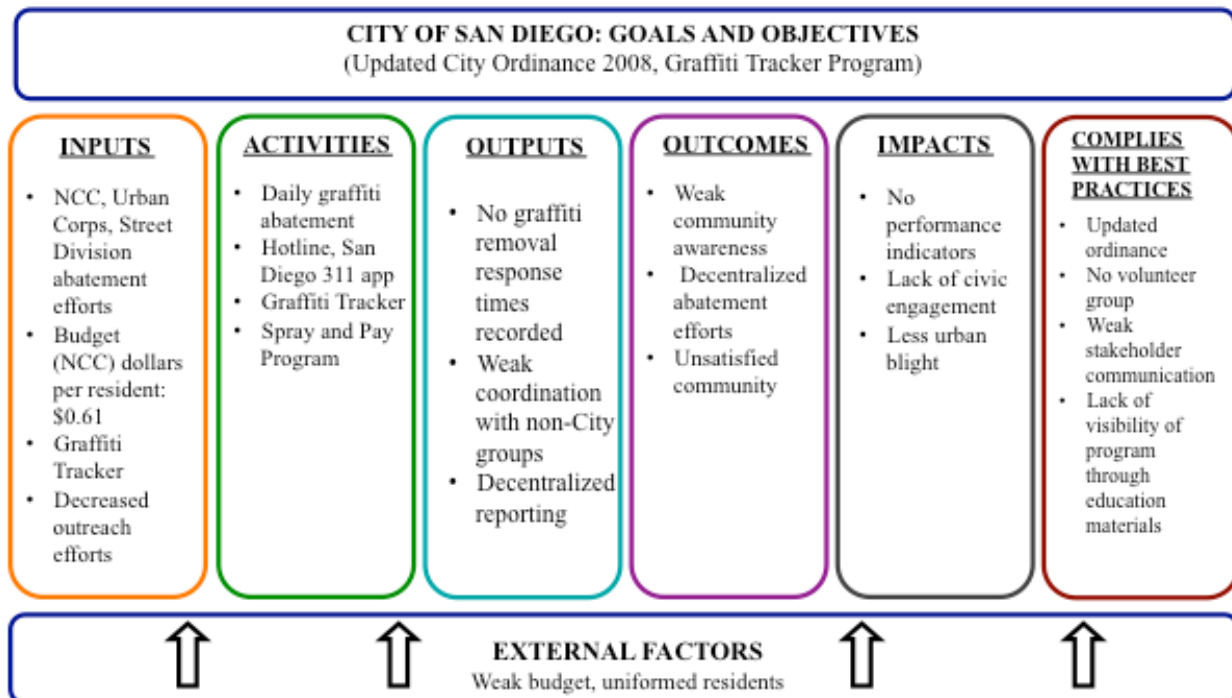 CITY OF SAN DIEGO: GOALS AND OBJECTIVES
(Updated City Ordinance 2008, Graffiti Tracker Program)
INPUTS
• NCC, Urban
Corps, Street
Division
abatement
efforts
• Budget
(NCC) dollars
per resident:
$0.61
• Graffiti
Tracker
• Decreased
outreach
efforts
ACTIVITIES
• Daily graffiti
abatement
• Hotline, San
Diego 311 app
• Graffiti Tracker
• Spray and Pay
Program
OUTPUTS
• No graffiti
removal
response
times
recorded
• Weak
coordination
with non-City
groups
• Decentralized
reporting
OUTCOMES
• Weak
community
awareness
• Decentralized
abatement
efforts
• Unsatisfied
community
IMPACTS
• No
performance
indicators
• Lack of civic
engagement
• Less urban
blight
COMPLIES
WITH BEST
PRACTICES
• Updated
ordinance
• No volunteer
group
• Weak
stakeholder
communication
• Lack of
visibility of
program
through
education
materials
EXTERNAL FACTORS
Weak budget, uniformed residents